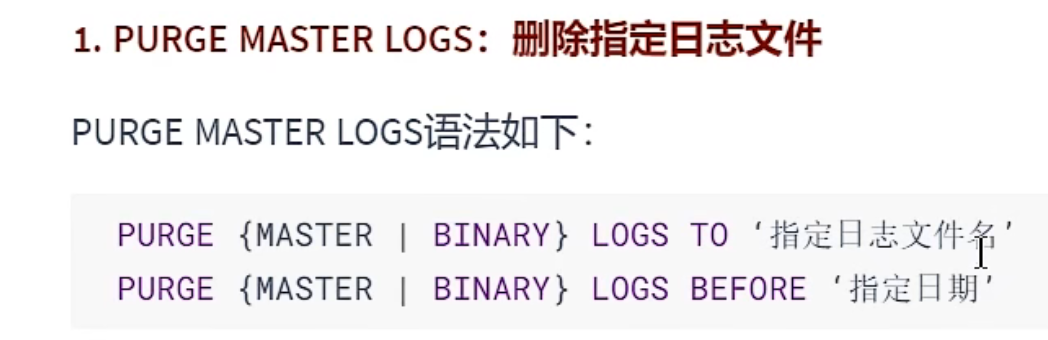 1. PURGE MASTER LOGS：删除指定日志文件
PURGE MASTER LOGS语法如下：
PURGE {MASTER | BINARY} LOGS TO ‘指定日志文件名’
PURGE {MASTER | BINARY} LOGS BEFORE ‘指定日期’